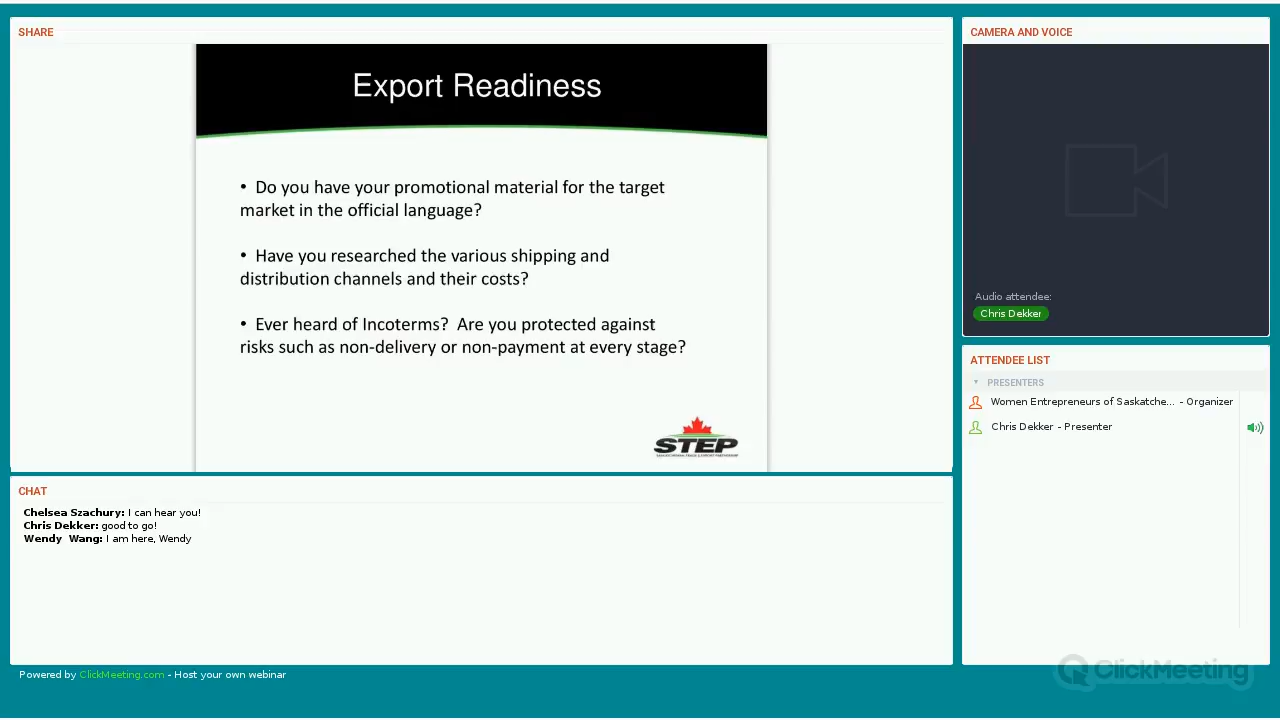 SHARE
Export Readiness
• Do you have your promotional material for the target
market in the official language?
• Have you researched the various shipping and
distribution channels and their costs?
• Ever heard of Incoterms? Are you protected against
risks such as non-delivery or non-payment at every stage?
STEP
SASKATCHEWAN TRADE & EXPORT PARTNERSHIP
CAMERA AND VOICE
Audio attendee:
Chris Dekker
ATTENDEE LIST
PRESENTERS
Women Entrepreneurs of Saskatche... - Organizer
Chris Dekker - Presenter
CHAT
Chelsea Szachury: I can hear you!
Chris Dekker: good to go!
Wendy Wang: I am here, Wendy
Powered by ClickMeeting.com - Host your own webinar
ClickMeeting